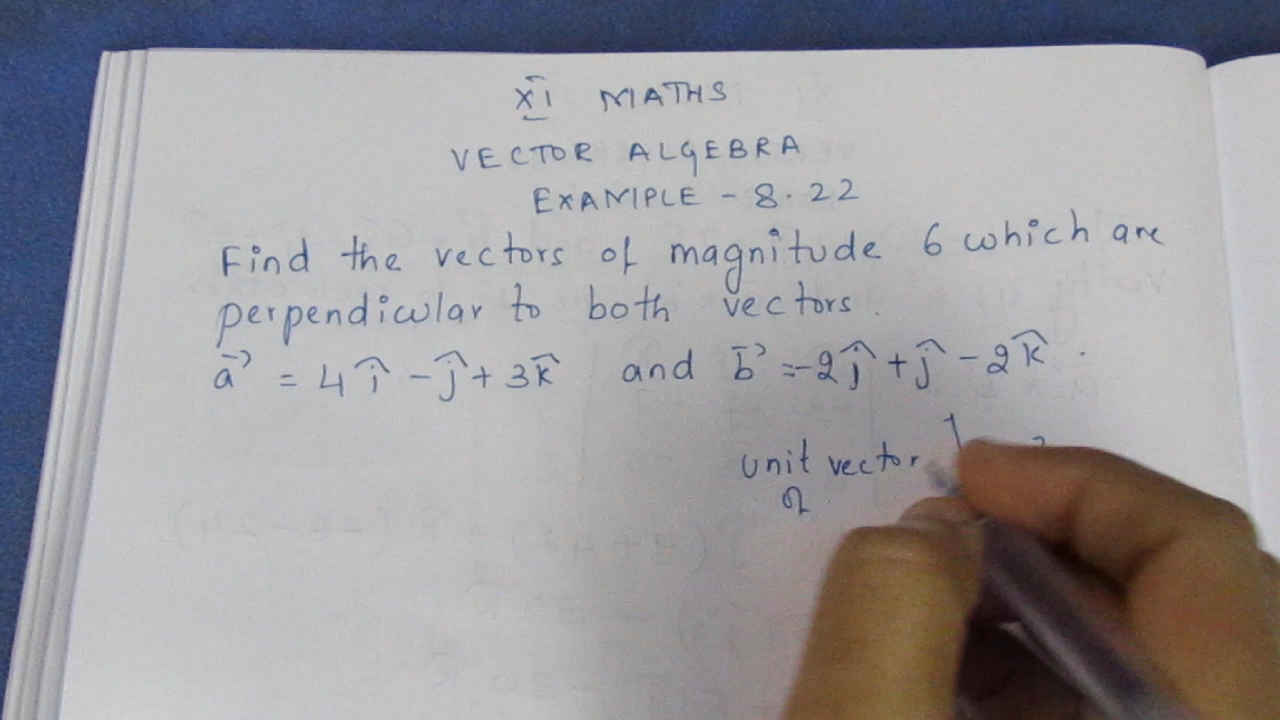 XI MATHS
VECTOR ALGEBRA
EXAMPLE - 8.22
Find the vectors of magnitude 6 which are
perpendicular to both vectors.
a⃗ = 4î - ĵ + 3k̂ and b⃗ = -2ĵ + ĵ - 2k̂.
unit vector